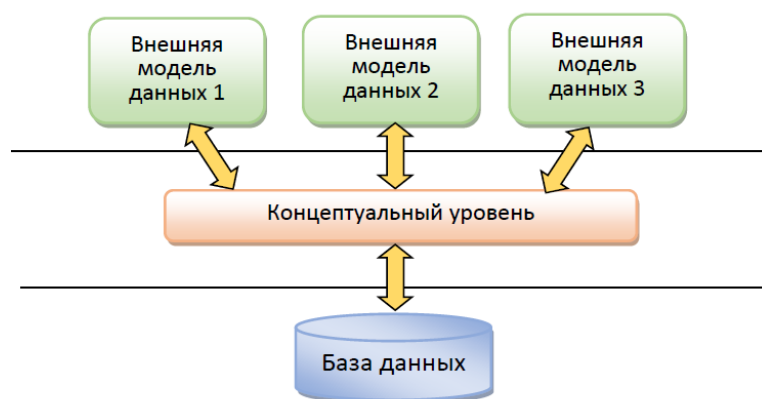 Внешняя
модель
данных 1
Внешняя
модель
данных 2
Внешняя
модель
данных 3
Концептуальный уровень
База данных